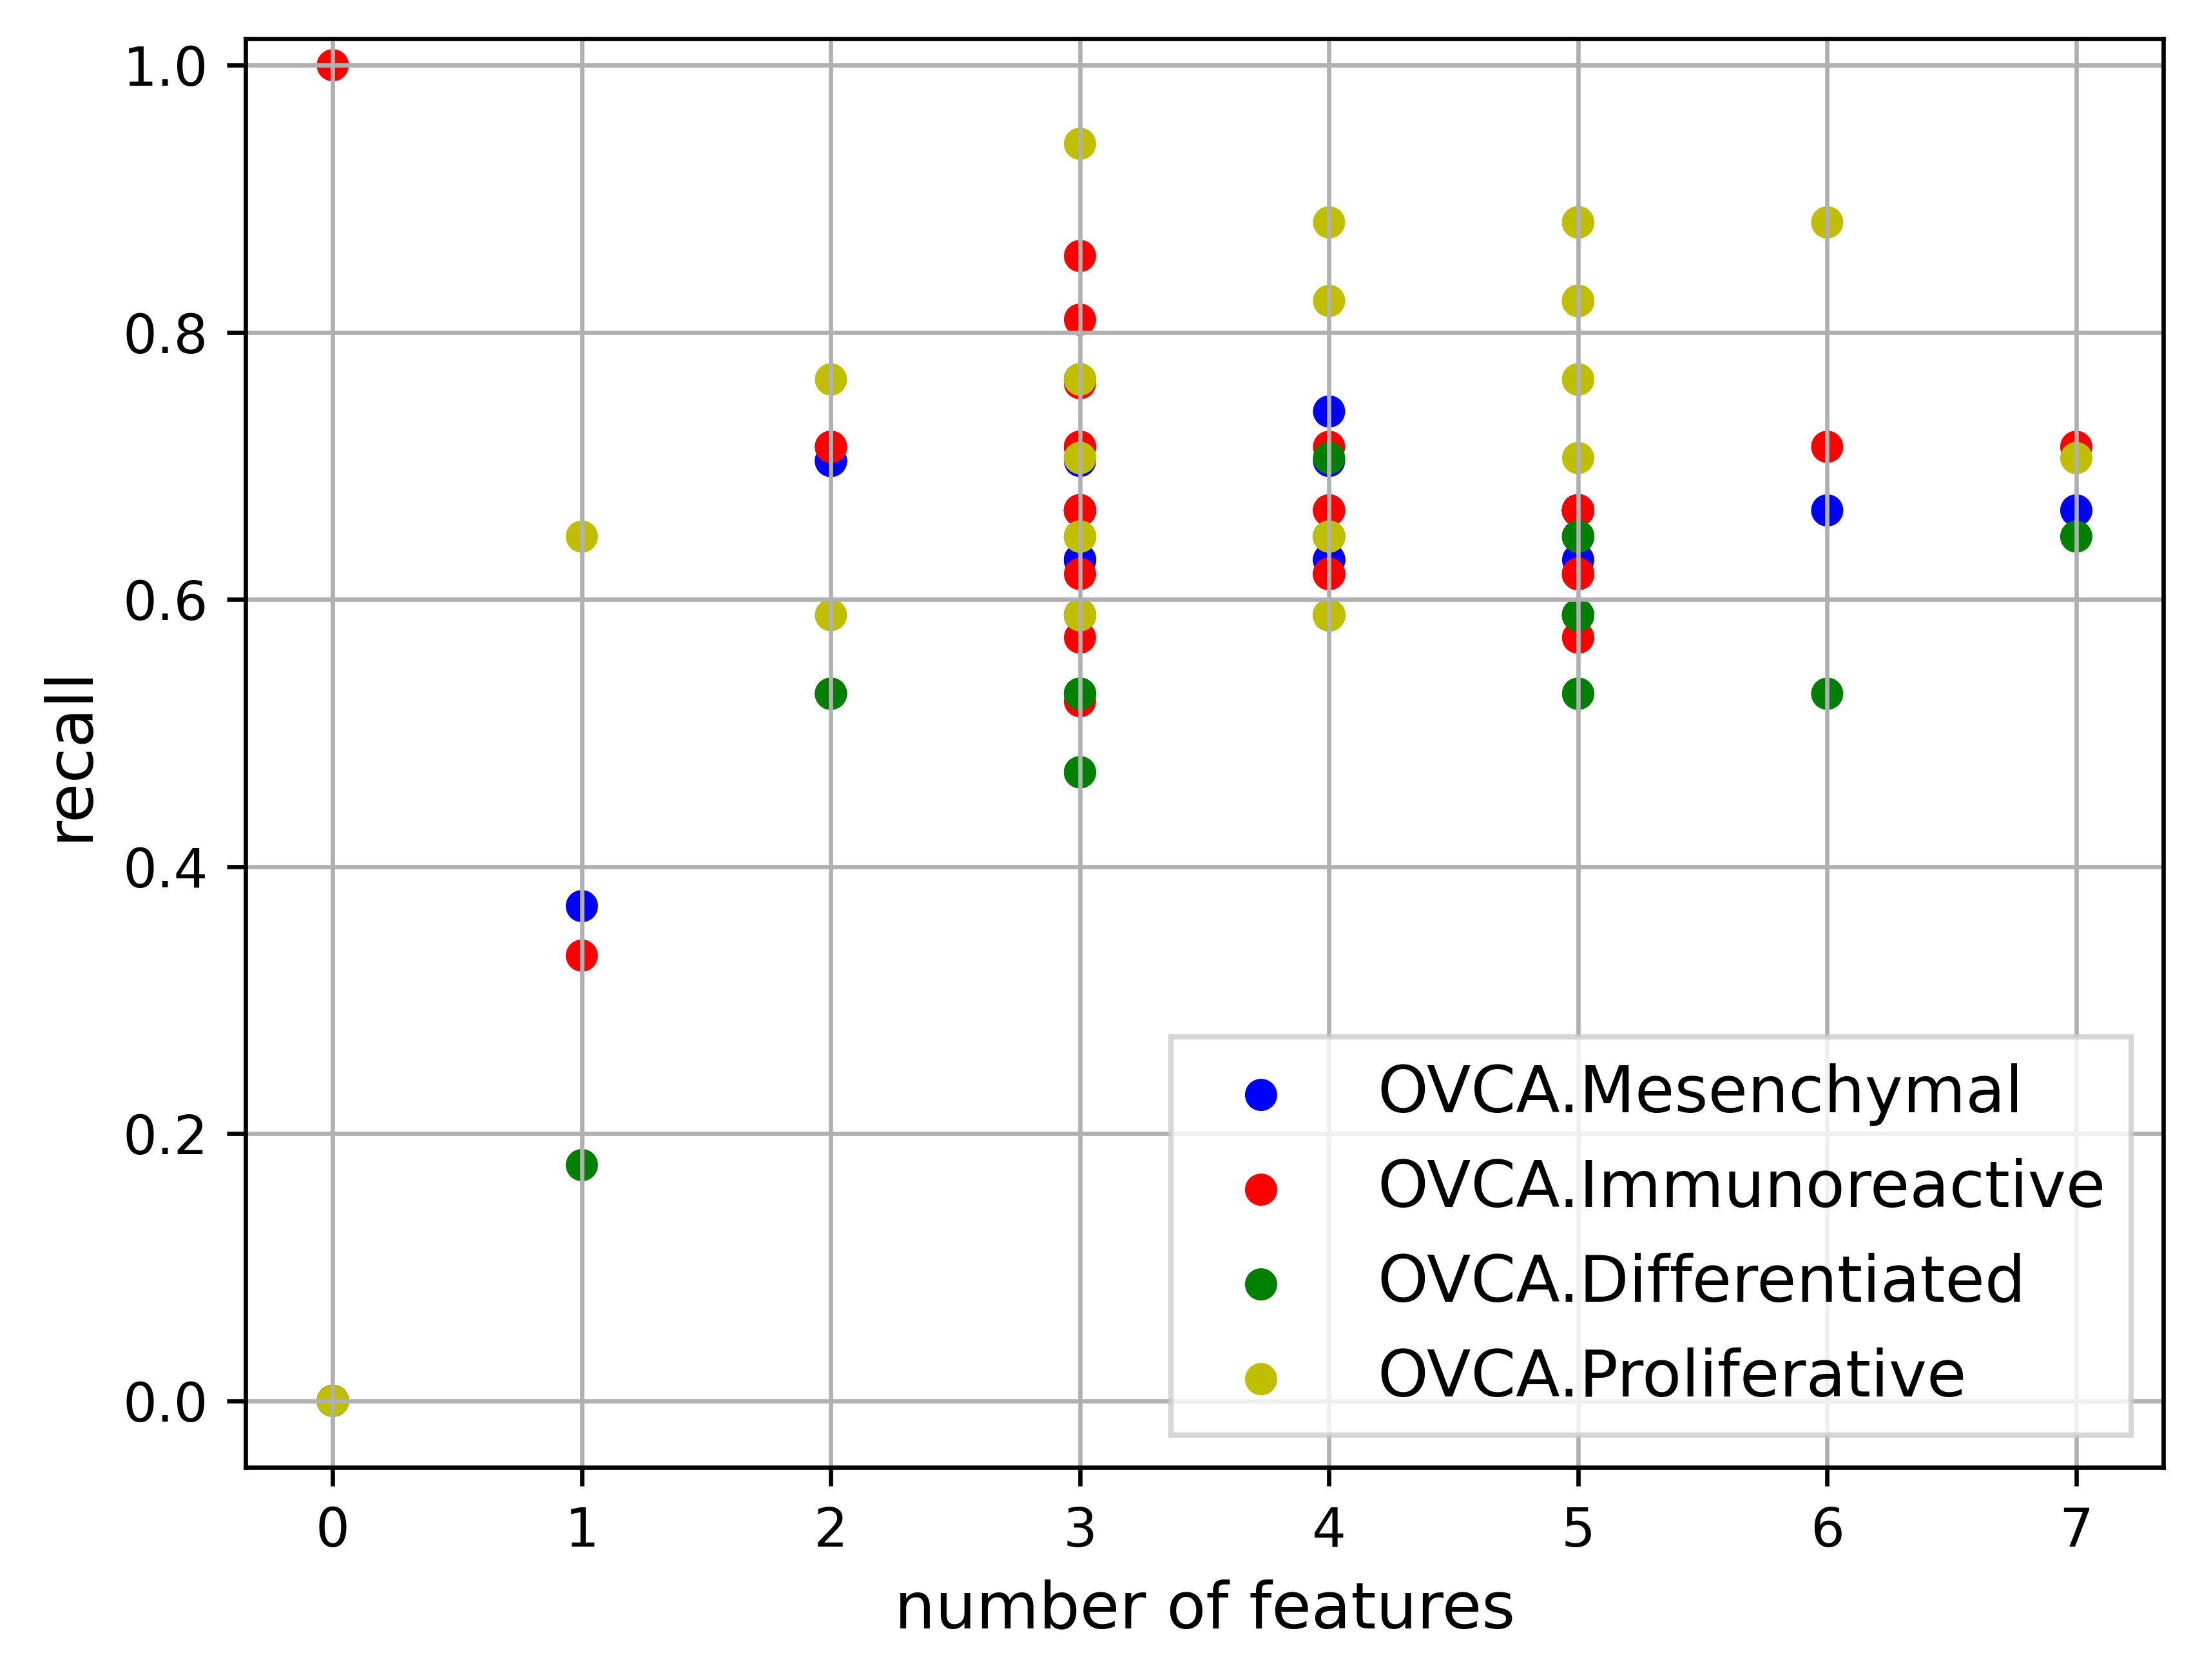 1.0
0.8
0.6
0.4
0.2
0.0
recall
0 1 2 3 4 5 6 7
number of features
OVCA.Mesenchymal
OVCA.Immunoreactive
OVCA.Differentiated
OVCA.Proliferative